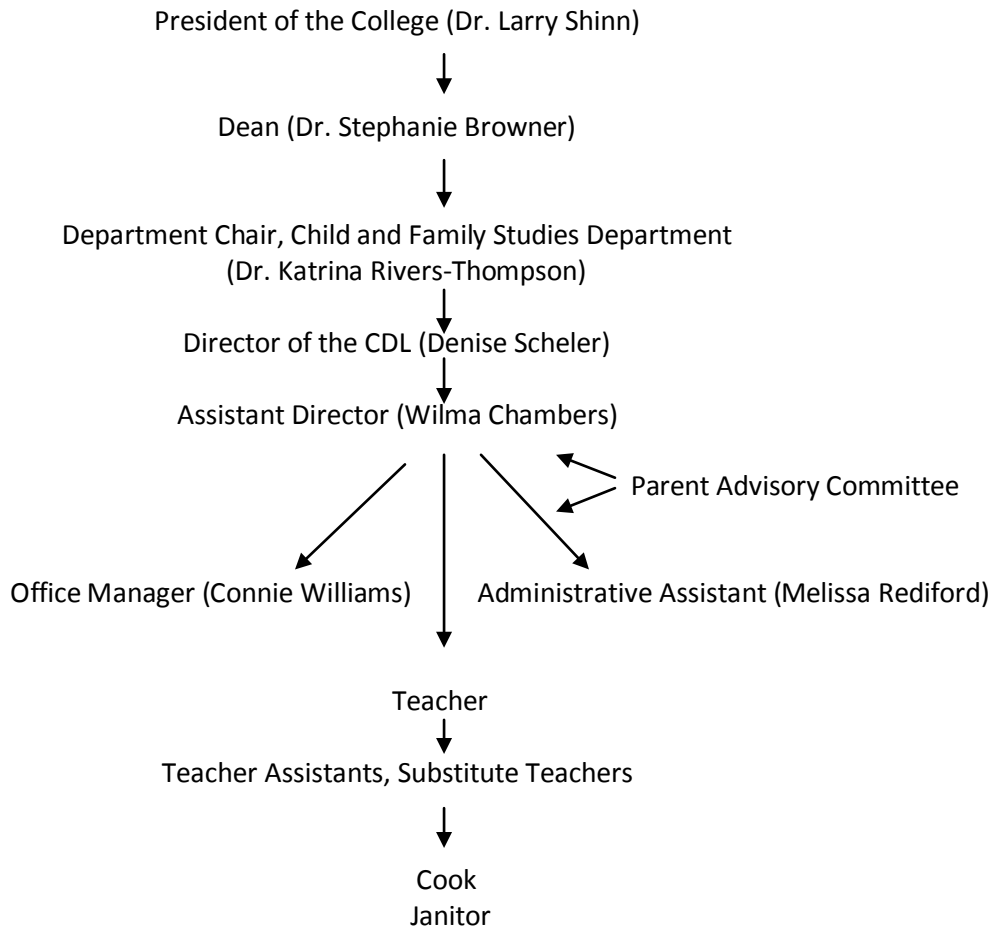 President of the College (Dr. Larry Shinn)
Dean (Dr. Stephanie Browner)
Department Chair, Child and Family Studies Department
(Dr. Katrina Rivers-Thompson)
Director of the CDL (Denise Scheler)
Assistant Director (Wilma Chambers)
Parent Advisory Committee
Office Manager (Connie Williams)
Administrative Assistant (Melissa Rediford)
Teacher
Teacher Assistants, Substitute Teachers
Cook
Janitor